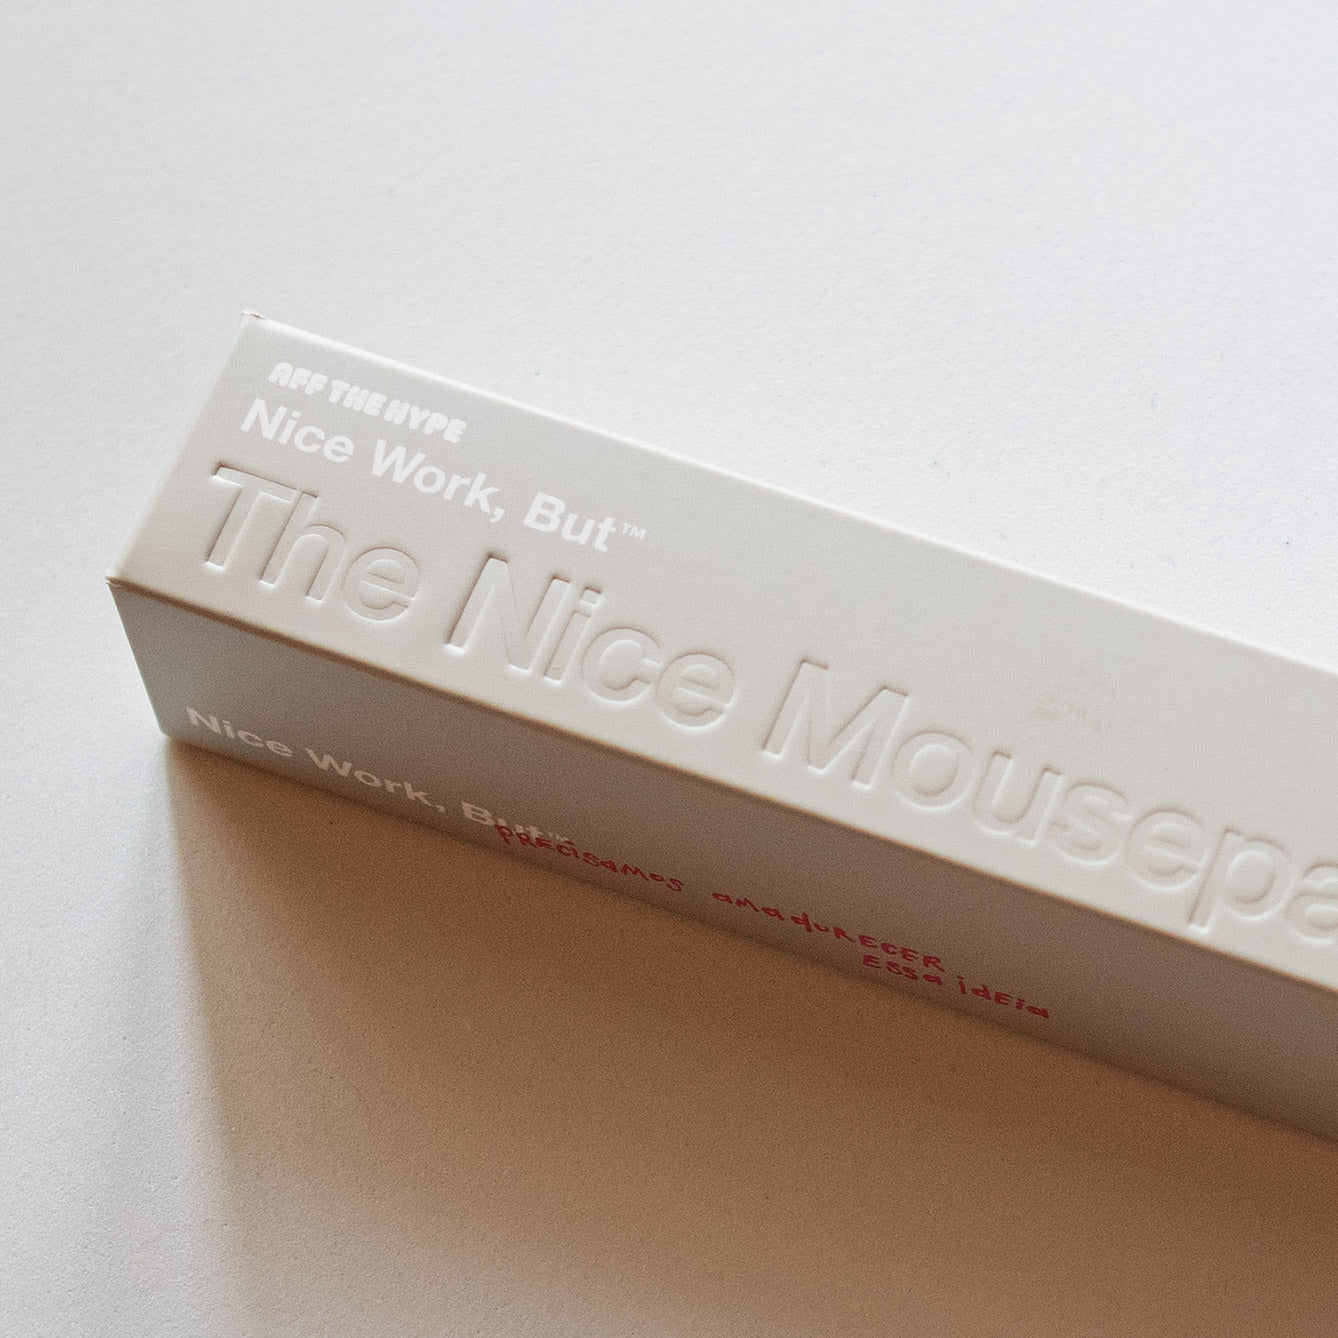 AFF THE HYPE
Nice Work, But™
The Nice Mousepa
Nice Work, But™
PRECiSaMOS amaduRECER
ESSa idEia